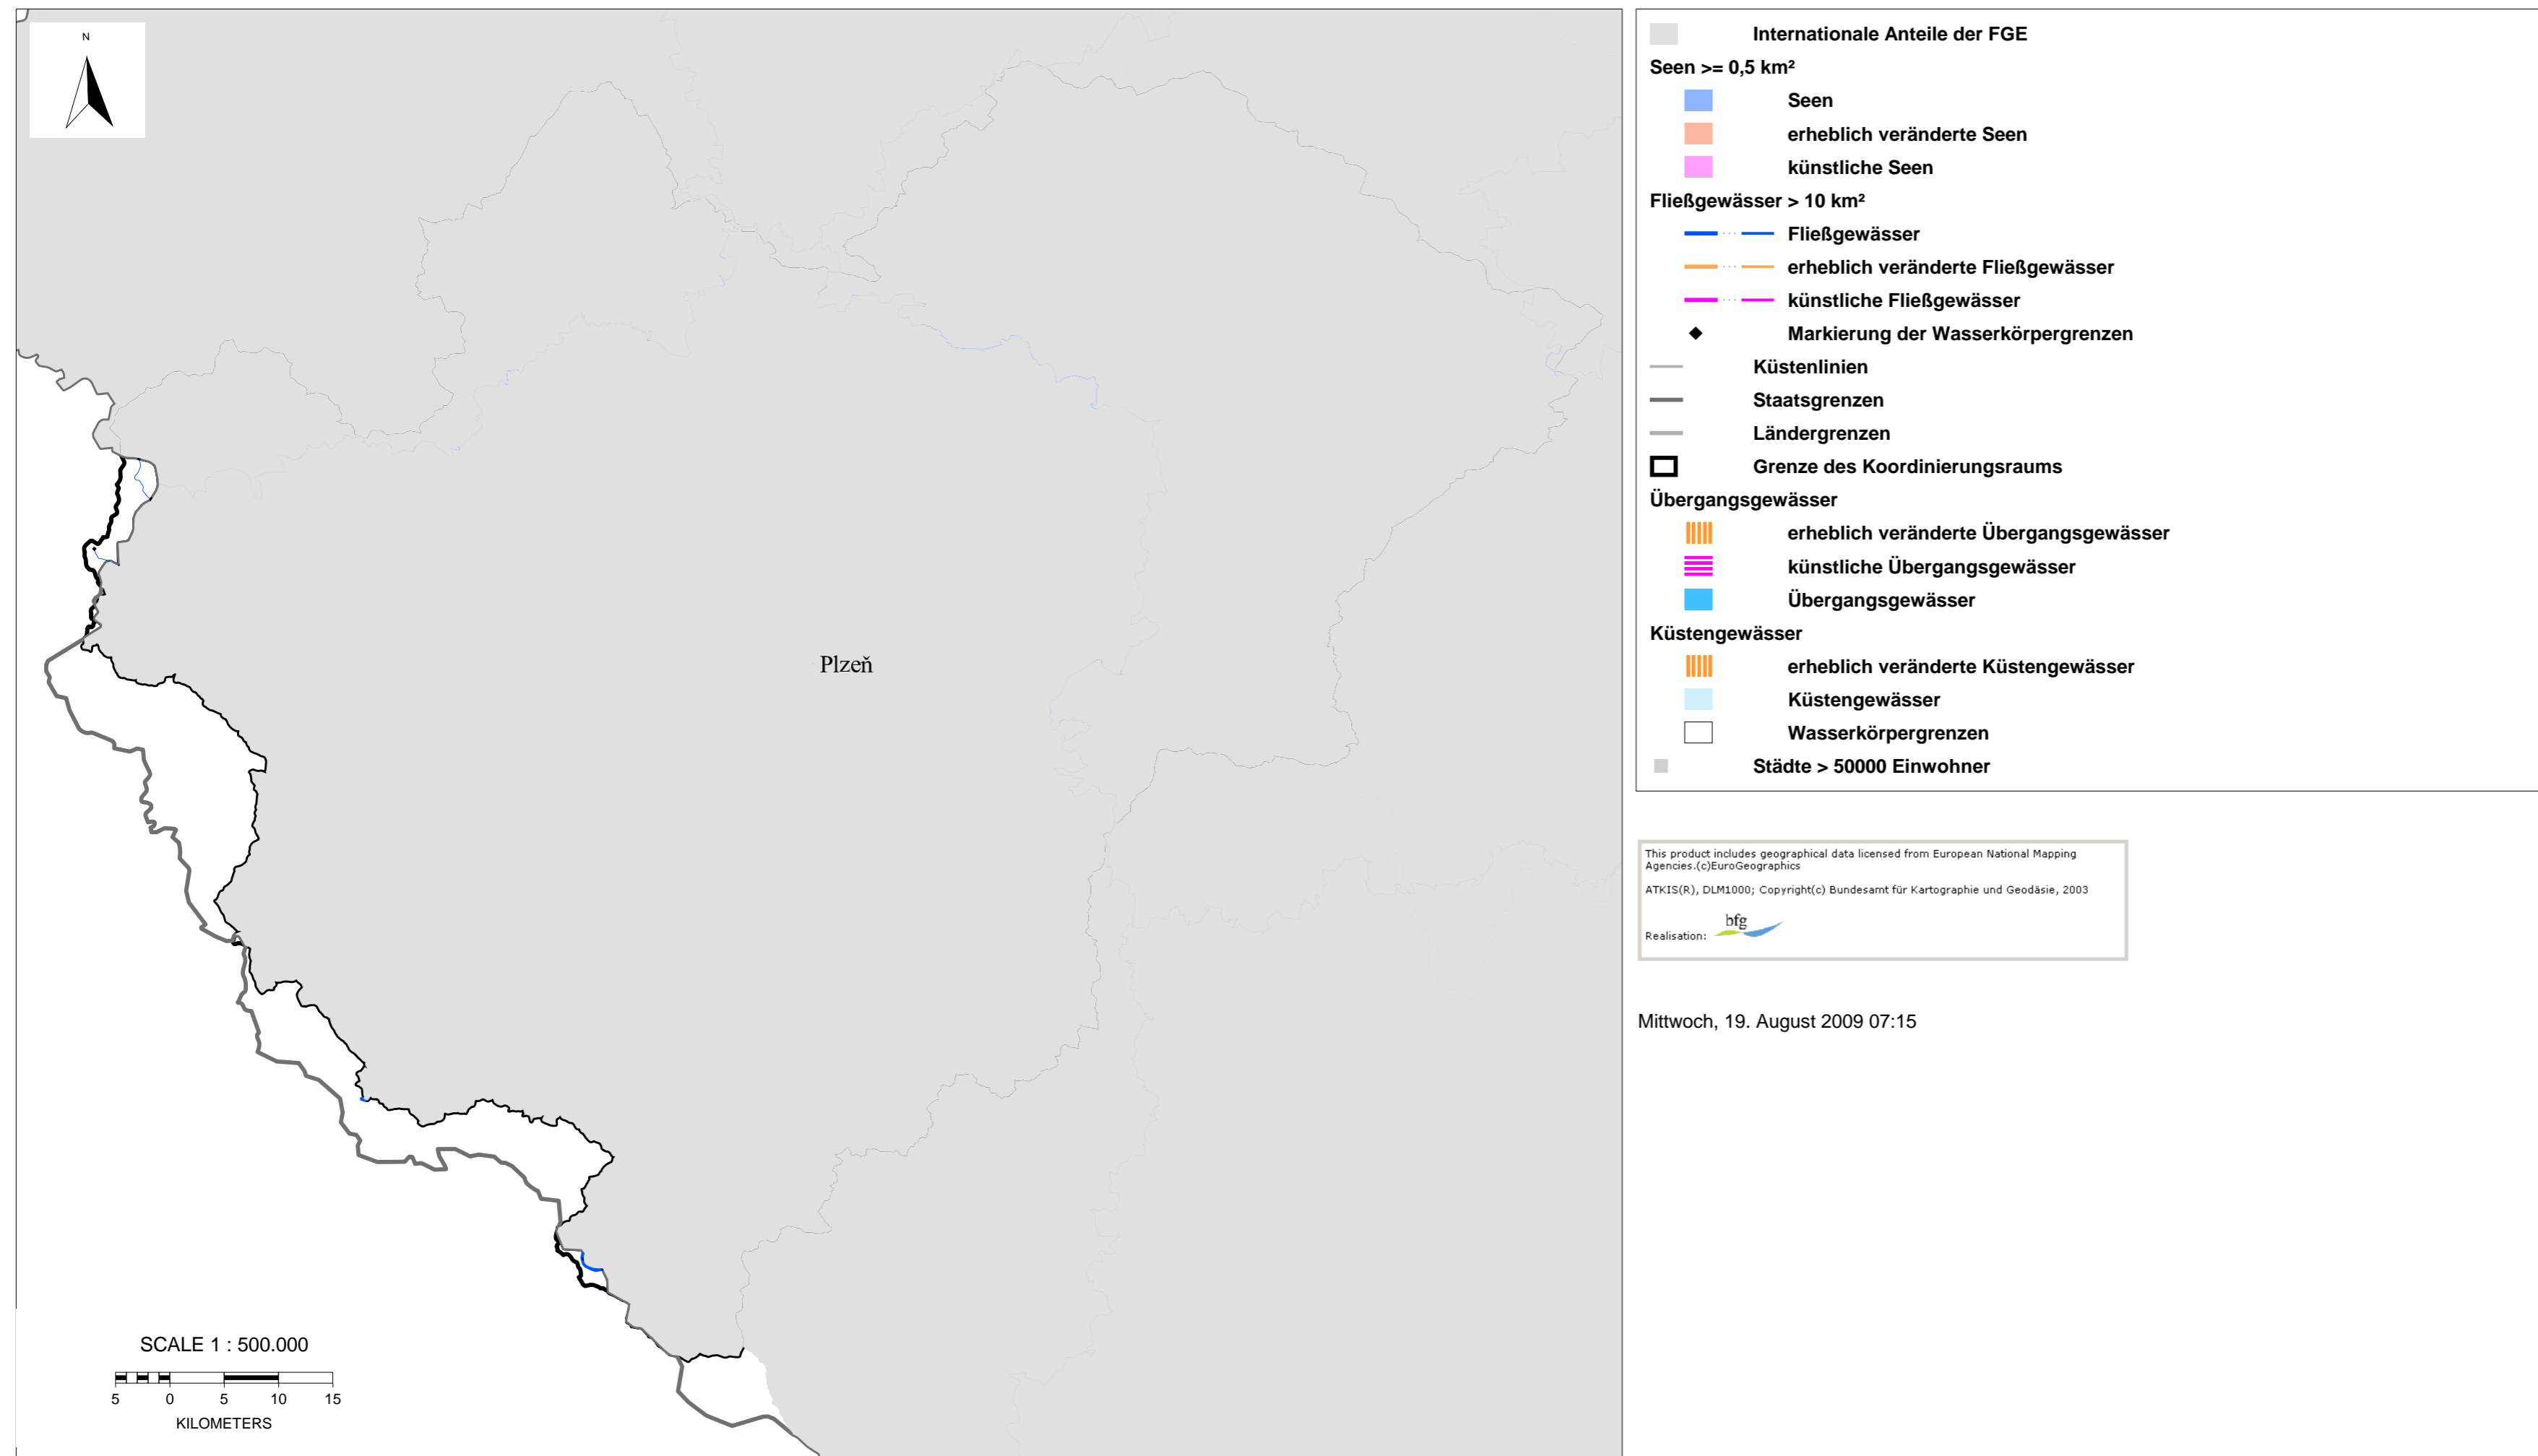 N
Plzeň
SCALE 1 : 500.000
5 0 5 10 15
KILOMETERS
Internationale Anteile der FGE
Seen >= 0,5 km²
Seen
erheblich veränderte Seen
künstliche Seen
Fließgewässer > 10 km²
Fließgewässer
erheblich veränderte Fließgewässer
künstliche Fließgewässer
Markierung der Wasserkörpergrenzen
Küstenlinien
Staatsgrenzen
Ländergrenzen
Grenze des Koordinierungsraums
Übergangsgewässer
erheblich veränderte Übergangsgewässer
künstliche Übergangsgewässer
Übergangsgewässer
Küstengewässer
erheblich veränderte Küstengewässer
Küstengewässer
Wasserkörpergrenzen
Städte > 50000 Einwohner
This product includes geographical data licensed from European National Mapping
Agencies.(c)EuroGeographics
ATKIS(R), DLM1000; Copyright(c) Bundesamt für Kartographie und Geodäsie, 2003
Realisation: bfg
Mittwoch, 19. August 2009 07:15